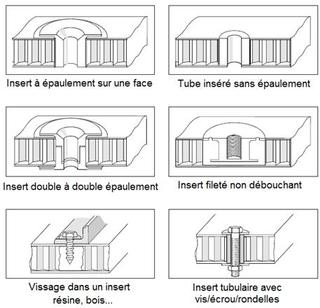 Insert à épaulement sur une face
Tube inséré sans épaulement
Insert double à double épaulement
Insert fileté non débouchant
Vissage dans un insert
résine, bois...
Insert tubulaire avec
vis/écrou/rondelles